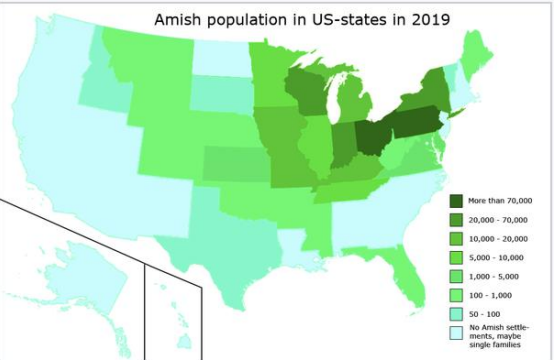 Amish population in US-states in 2019
More than 70,000
20,000 - 70,000
10,000 - 20,000
5,000 - 10,000
1,000 - 5,000
100 - 1,000
50 - 100
No Amish settle-
ments, maybe
single families